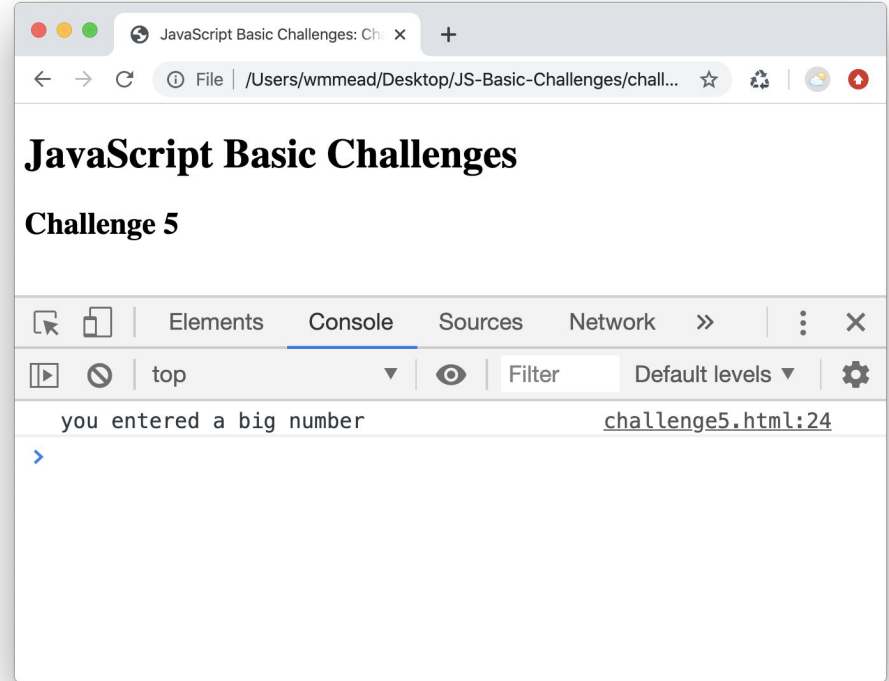 JavaScript Basic Challenges: Ch
File /Users/wmmead/Desktop/JS-Basic-Challenges/chall...
JavaScript Basic Challenges
Challenge 5
Elements Console Sources Network
top Filter Default levels
you entered a big number challenge5.html:24